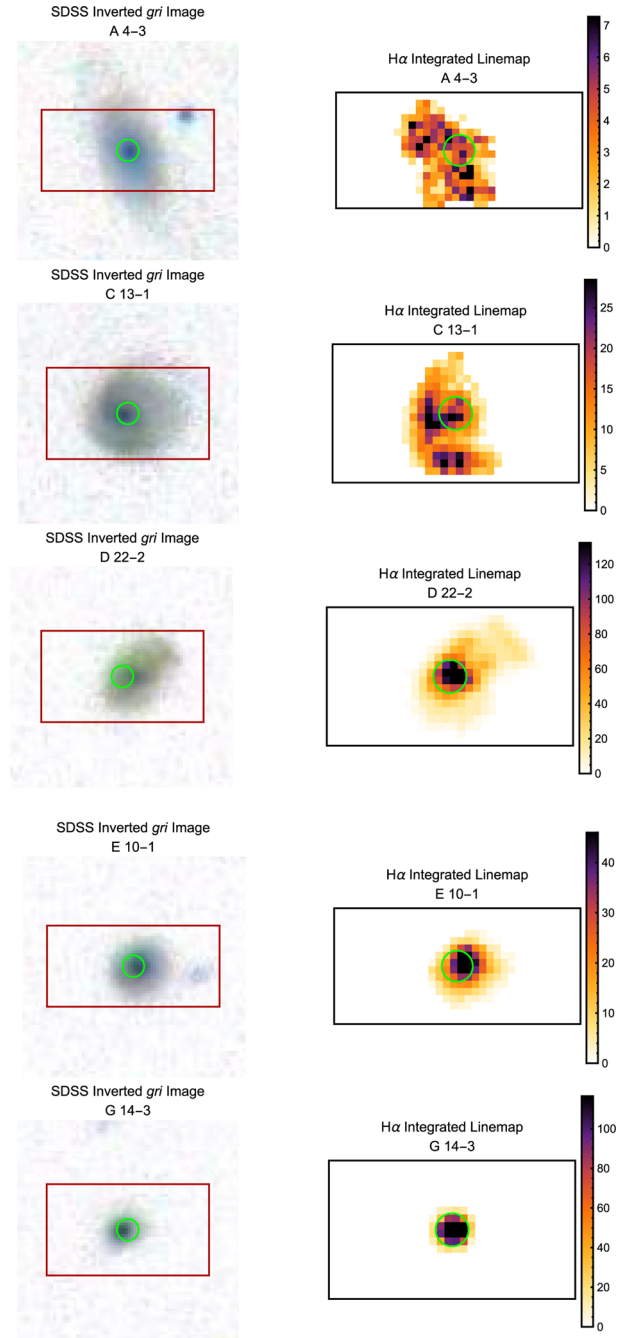 SDSS Inverted gri Image
A 4−3
Hα Integrated Linemap
A 4−3
7
6
5
4
3
2
1
0
SDSS Inverted gri Image
C 13−1
Hα Integrated Linemap
C 13−1
25
20
15
10
5
0
SDSS Inverted gri Image
D 22−2
Hα Integrated Linemap
D 22−2
120
100
80
60
40
20
0
SDSS Inverted gri Image
E 10−1
Hα Integrated Linemap
E 10−1
40
30
20
10
0
SDSS Inverted gri Image
G 14−3
Hα Integrated Linemap
G 14−3
100
80
60
40
20
0